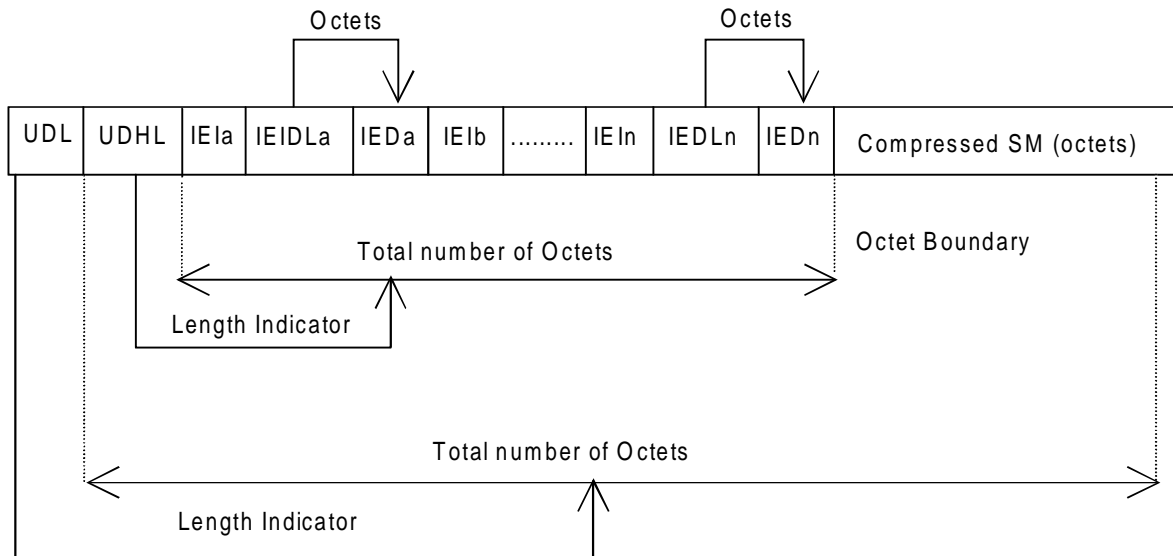 Octets Octets
UDL UDHL IEIa IEIDLa IEDa IEIb ......... IEIn IEDLn IEDn Compressed SM (octets)
Total number of Octets
Octet Boundary
Length Indicator
Total number of Octets
Length Indicator